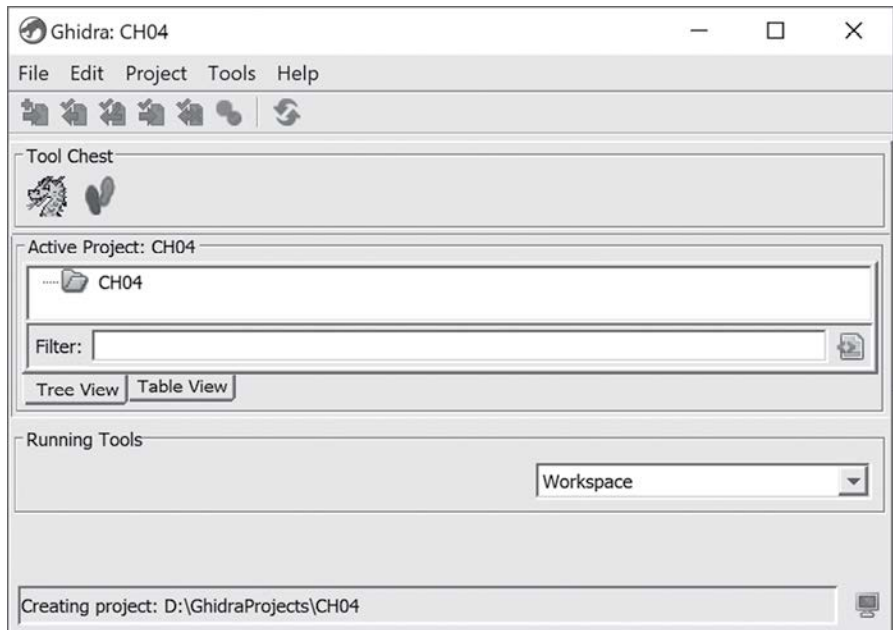 Ghidra: CH04
File Edit Project Tools Help
Tool Chest
Active Project: CH04
CH04
Filter:
Tree View Table View
Running Tools
Workspace
Creating project: D:\GhidraProjects\CH04